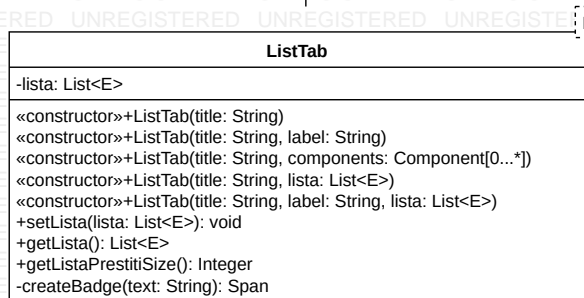 ERED UNREGISTERED UNREGISTERED UNREGISTE
ListTab
-lista: List<E>
«constructor»+ListTab(title: String)
«constructor»+ListTab(title: String, label: String)
«constructor»+ListTab(title: String, components: Component[0...*])
«constructor»+ListTab(title: String, lista: List<E>)
«constructor»+ListTab(title: String, label: String, lista: List<E>)
+setLista(lista: List<E>): void
+getLista(): List<E>
+getListaPrestitiSize(): Integer
-createBadge(text: String): Span